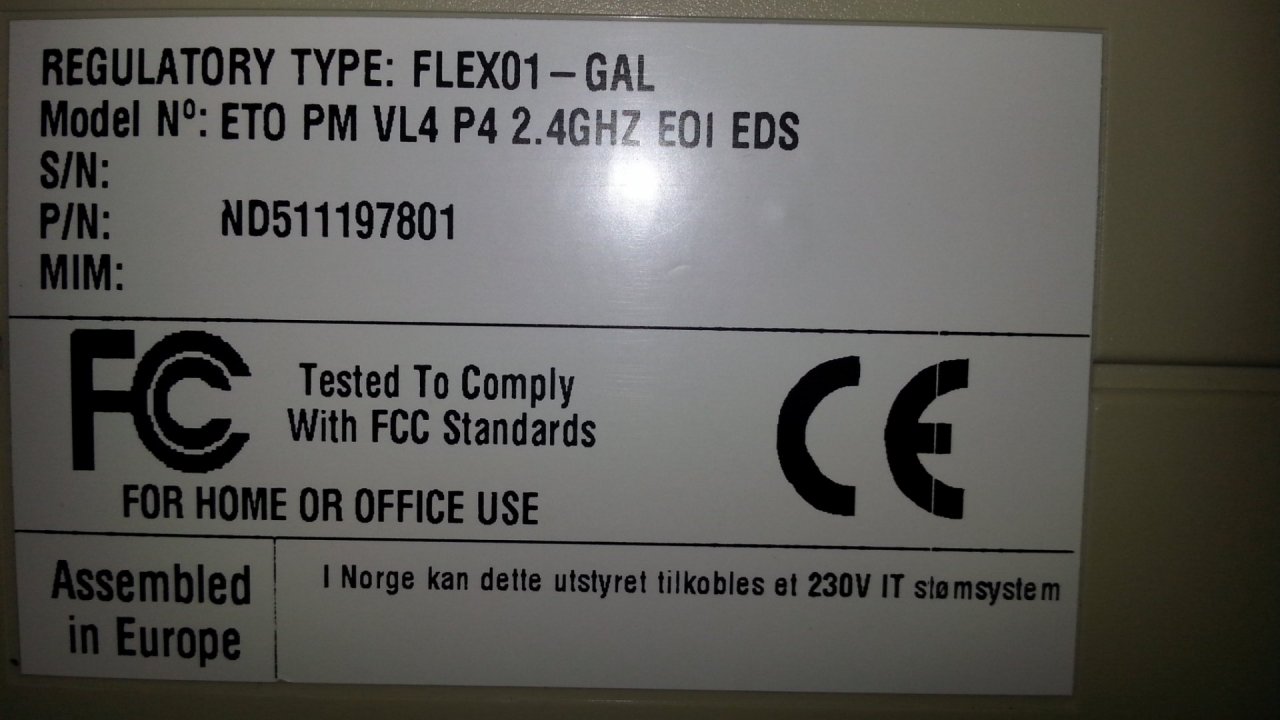 REGULATORY TYPE: FLEX01-GAL
Model Nº: ETO PM VL4 P4 2.4GHZ EOI EDS
S/N:
P/N: ND511197801
MIM:
FC
Tested To Comply
With FCC Standards
CE
FOR HOME OR OFFICE USE
Assembled
in Europe
I Norge kan dette utstyret tilkobles et 230V IT stømsystem